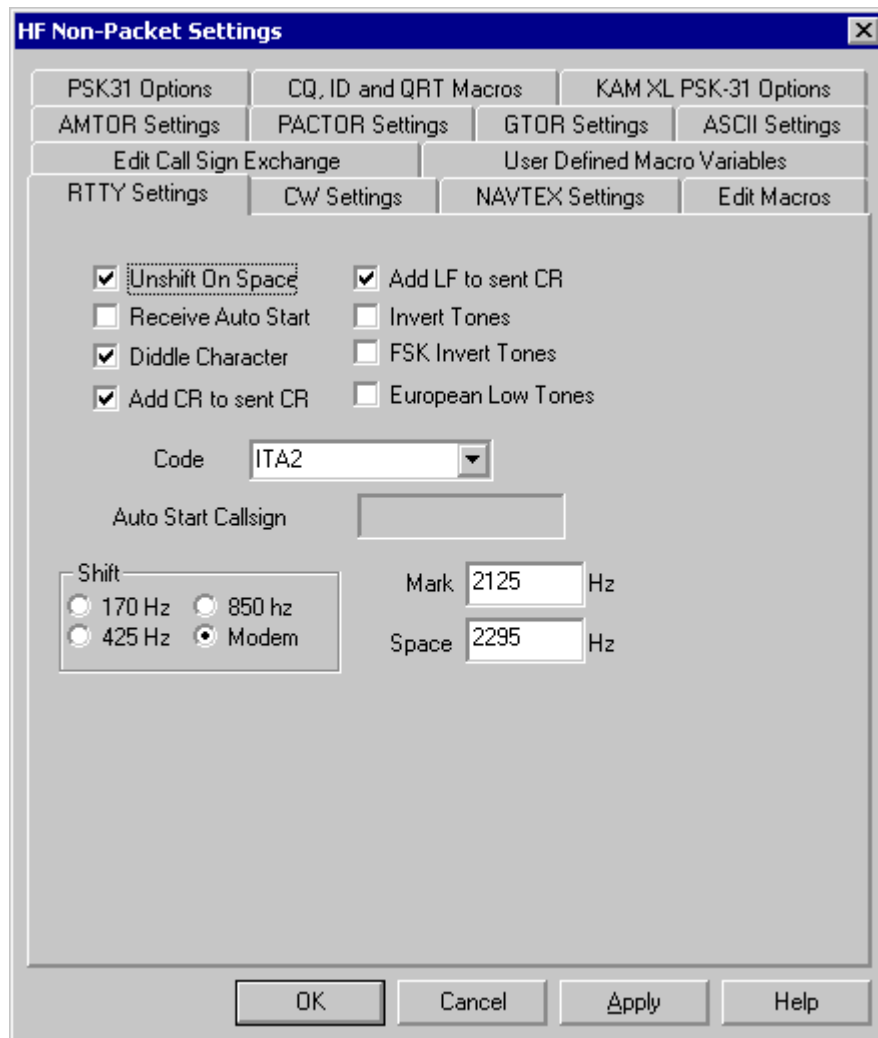 HF Non-Packet Settings
PSK31 Options CQ, ID and QRT Macros KAM XL PSK-31 Options
AMTOR Settings PACTOR Settings GTOR Settings ASCII Settings
Edit Call Sign Exchange User Defined Macro Variables
RTTY Settings CW Settings NAVTEX Settings Edit Macros
Unshift On Space Add LF to sent CR
Receive Auto Start Invert Tones
Diddle Character FSK Invert Tones
Add CR to sent CR European Low Tones
Code ITA2
Auto Start Callsign
Shift
170 Hz 850 hz
425 Hz Modem
Mark 2125 Hz
Space 2295 Hz
OK Cancel Apply Help